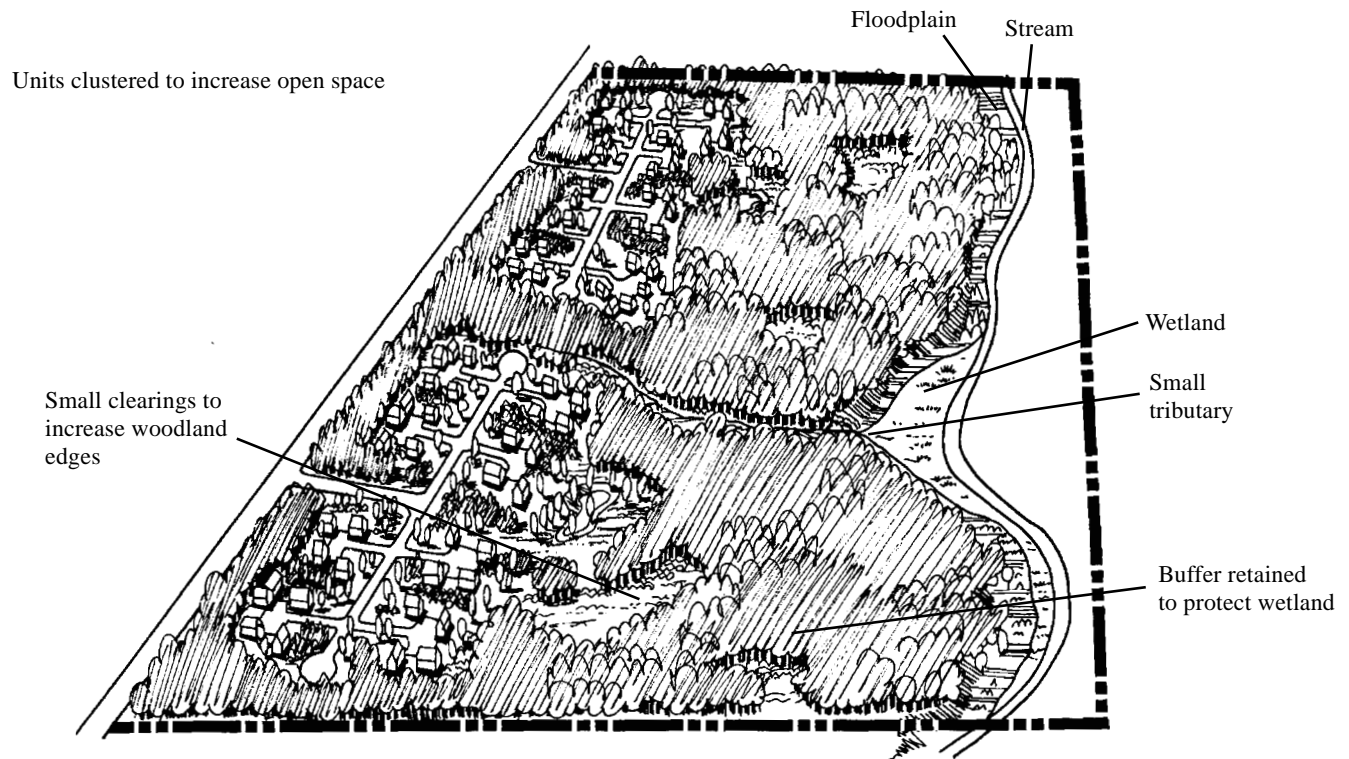 Floodplain
Stream
Units clustered to increase open space
Wetland
Small
tributary
Small clearings to
increase woodland
edges
Buffer retained
to protect wetland